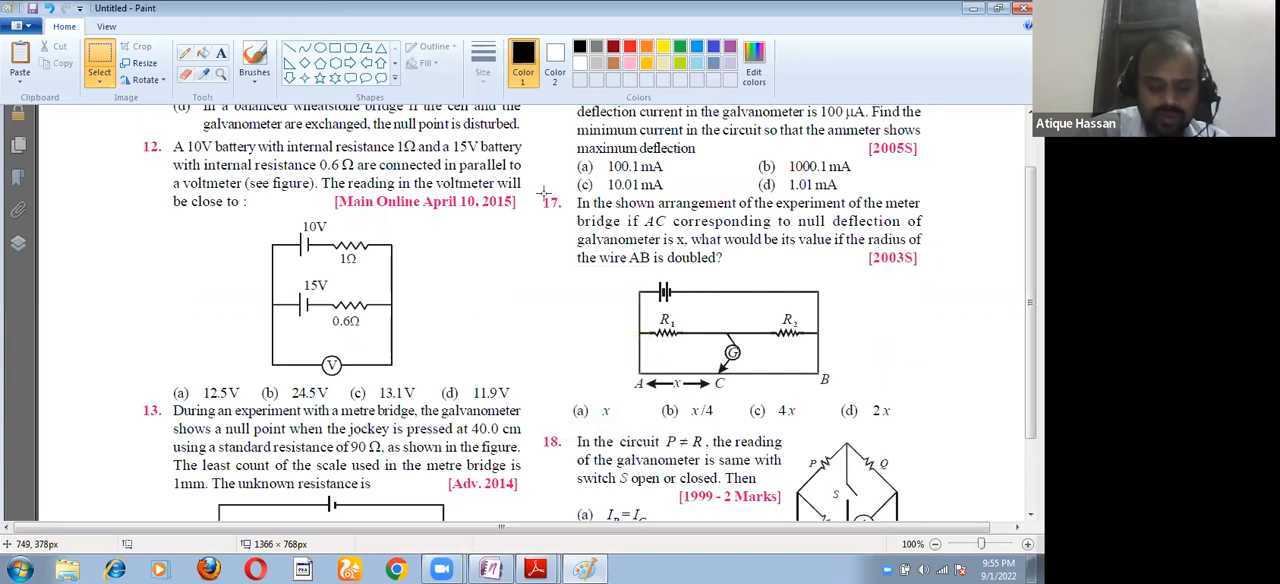 Untitled - Paint
Home
View
Paste
Cut
Copy
Clipboard
Select
Crop
Resize
Rotate
Image
A
Tools
Brushes
Outline
Fill
Shapes
Size
Color 1
Color 2
Edit colors
Colors
Atique Hassan
(d) In a balanced wheatstone bridge if the cell and the
galvanometer are exchanged, the null point is disturbed.
12. A 10V battery with internal resistance 1Ω and a 15V battery
with internal resistance 0.6 Ω are connected in parallel to
a voltmeter (see figure). The reading in the voltmeter will
be close to : [Main Online April 10, 2015]
10V
1Ω
15V
0.6Ω
V
(a) 12.5V (b) 24.5V (c) 13.1V (d) 11.9V
13. During an experiment with a metre bridge, the galvanometer
shows a null point when the jockey is pressed at 40.0 cm
using a standard resistance of 90 Ω, as shown in the figure.
The least count of the scale used in the metre bridge is
1mm. The unknown resistance is [Adv. 2014]
deflection current in the galvanometer is 100 μA. Find the
minimum current in the circuit so that the ammeter shows
maximum deflection [2005S]
(a) 100.1mA (b) 1000.1mA
(c) 10.01mA (d) 1.01mA
17. In the shown arrangement of the experiment of the meter
bridge if AC corresponding to null deflection of
galvanometer is x, what would be its value if the radius of
the wire AB is doubled? [2003S]
R₁ R₂
G
A x C B
(a) x (b) x/4 (c) 4x (d) 2x
18. In the circuit P ≠ R, the reading
of the galvanometer is same with
switch S open or closed. Then
[1999 - 2 Marks]
P Q
S
749, 378px
1366 × 768px
100%
9:55 PM
9/1/2022